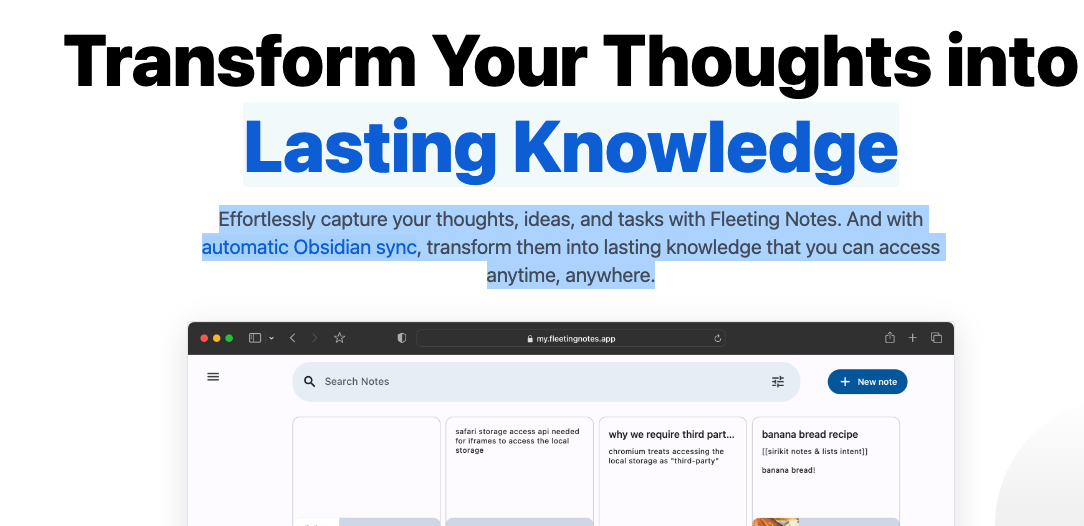 Transform Your Thoughts into
Lasting Knowledge
Effortlessly capture your thoughts, ideas, and tasks with Fleeting Notes. And with
automatic Obsidian sync, transform them into lasting knowledge that you can access
anytime, anywhere.
my.fleetingnotes.app
Search Notes
+ New note
safari storage access api needed
for iframes to access the local
storage
why we require third part...
chromium treats accessing the
local storage as "third-party"
banana bread recipe
[[sirikit notes & lists intent]]
banana bread!